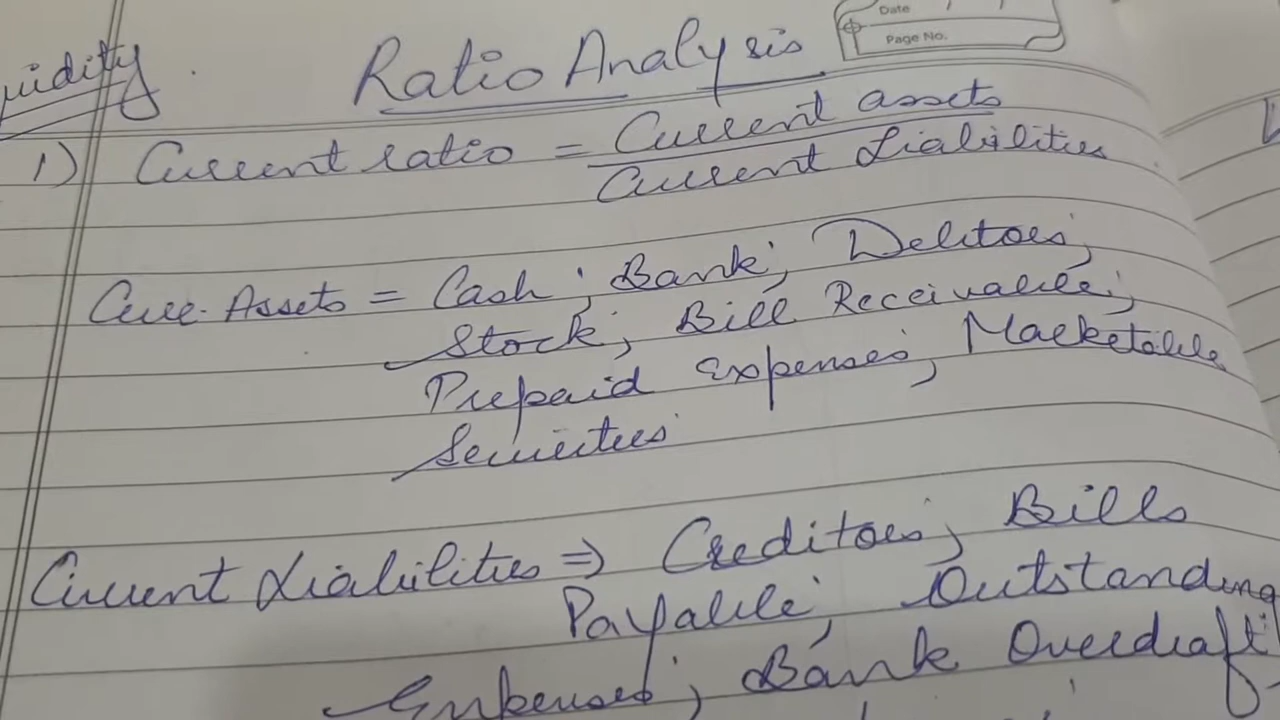 Date
Page No.
Ratio Analysis
1) Current ratio = Current assets
Current Liabilities
Curr. Assets = Cash; Bank; Debtors;
Stock; Bill Receivable;
Prepaid Expenses, Marketable
Securities
Current Liabilities => Creditors, Bills
Payable, Outstanding
Expenses; Bank Overdraft